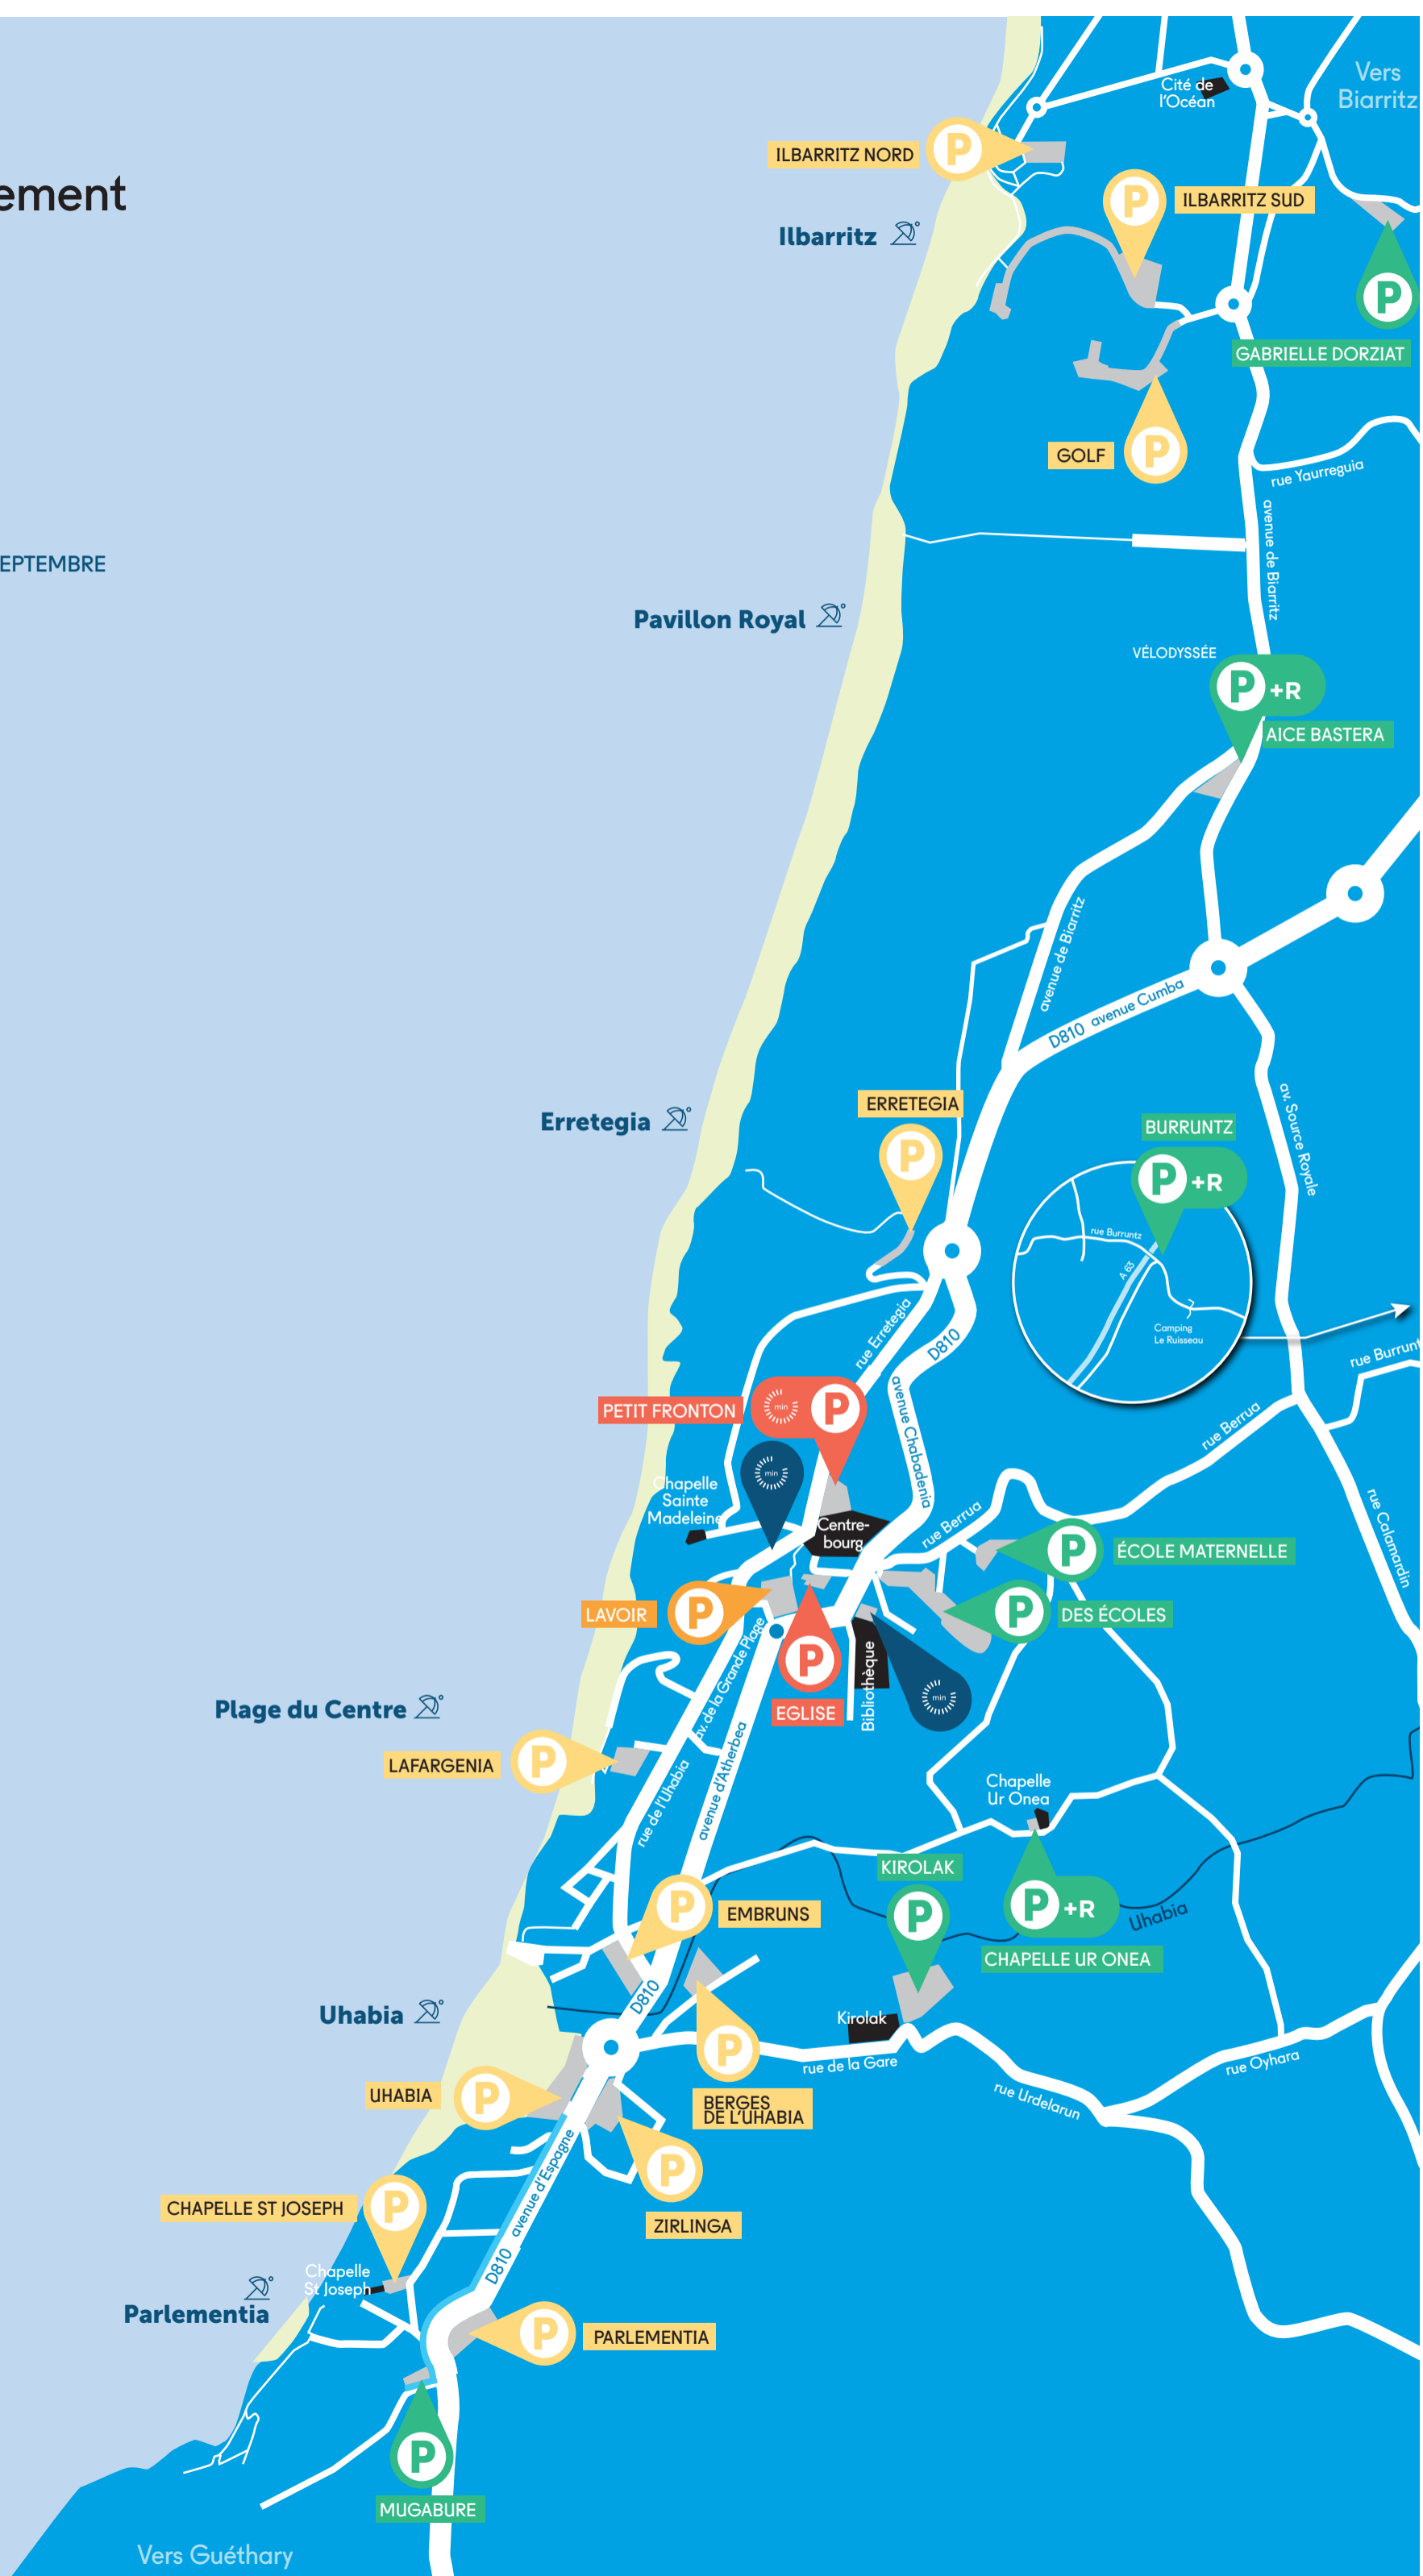 Vers
Biarritz
Cité de
l'Océan
P
ILBARRITZ NORD
ement
P
ILBARRITZ SUD
Ilbarritz
P
GABRIELLE DORZIAT
P
GOLF
rue Yaurreguia
avenue de Biarritz
EPTEMBRE
Pavillon Royal
VÉLODYSSÉE
P +R
AICE BASTERA
avenue de Biarritz
D810 avenue Cumba
ERRETEGIA
P
Erretegia
av. Source Royale
BURRUNTZ
P +R
rue Burruntz
A 63
Camping
Le Ruisseau
rue Erretegia
D810
rue Burrunt
PETIT FRONTON
min
P
avenue Chabadenia
rue Berrua
min
Chapelle
Sainte
Madeleine
Centre-
bourg
rue Berrua
rue Calamardin
P
ÉCOLE MATERNELLE
LAVOIR
P
P
DES ÉCOLES
P
EGLISE
Bibliothèque
min
av. de la Grande Plage
Plage du Centre
LAFARGENIA
P
rue de l'Uhabia
avenue d'Atherbea
Chapelle
Ur Onea
KIROLAK
P
P
EMBRUNS
P +R
Uhabia
CHAPELLE UR ONEA
D810
Uhabia
Kirolak
P
rue de la Gare
rue Oyhara
UHABIA
P
BERGES
DE L'UHABIA
rue Urdelarun
avenue d'Espagne
P
ZIRLINGA
CHAPELLE ST JOSEPH
P
D810
Chapelle
St Joseph
Parlementia
P
PARLEMENTIA
P
MUGABURE
Vers Guéthary